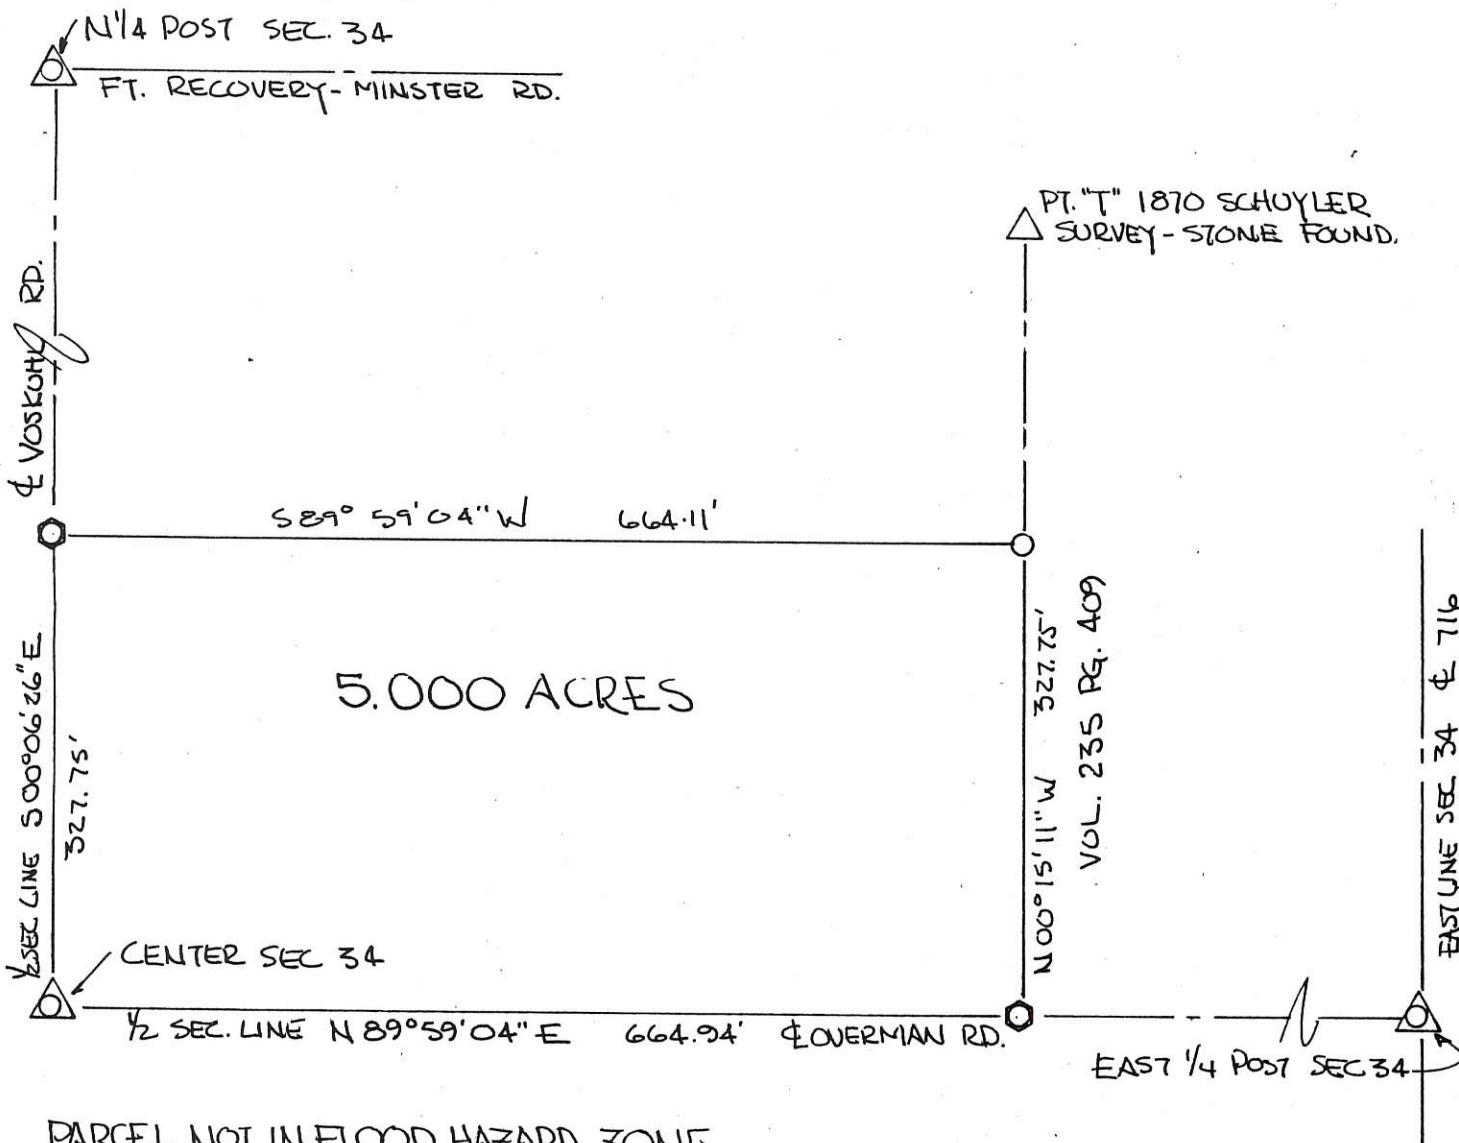 N 1/4 POST SEC. 34
FT. RECOVERY-MINSTER RD.
PT. "T" 1870 SCHUYLER
SURVEY-STONE FOUND.
℄ VOSKUHL RD.
S 89° 59' 04" W 664.11'
5.000 ACRES
1/2 SEC LINE S 00° 06' 26" E
327.75'
N 00° 15' 11" W 327.75'
VOL. 235 PG. 409
EAST LINE SEC 34 ℄ 716
CENTER SEC 34
1/2 SEC. LINE N 89° 59' 04" E 664.94' ℄ OVERMAN RD.
EAST 1/4 POST SEC 34
PARCEL NOT IN FLOOD HAZARD ZONE